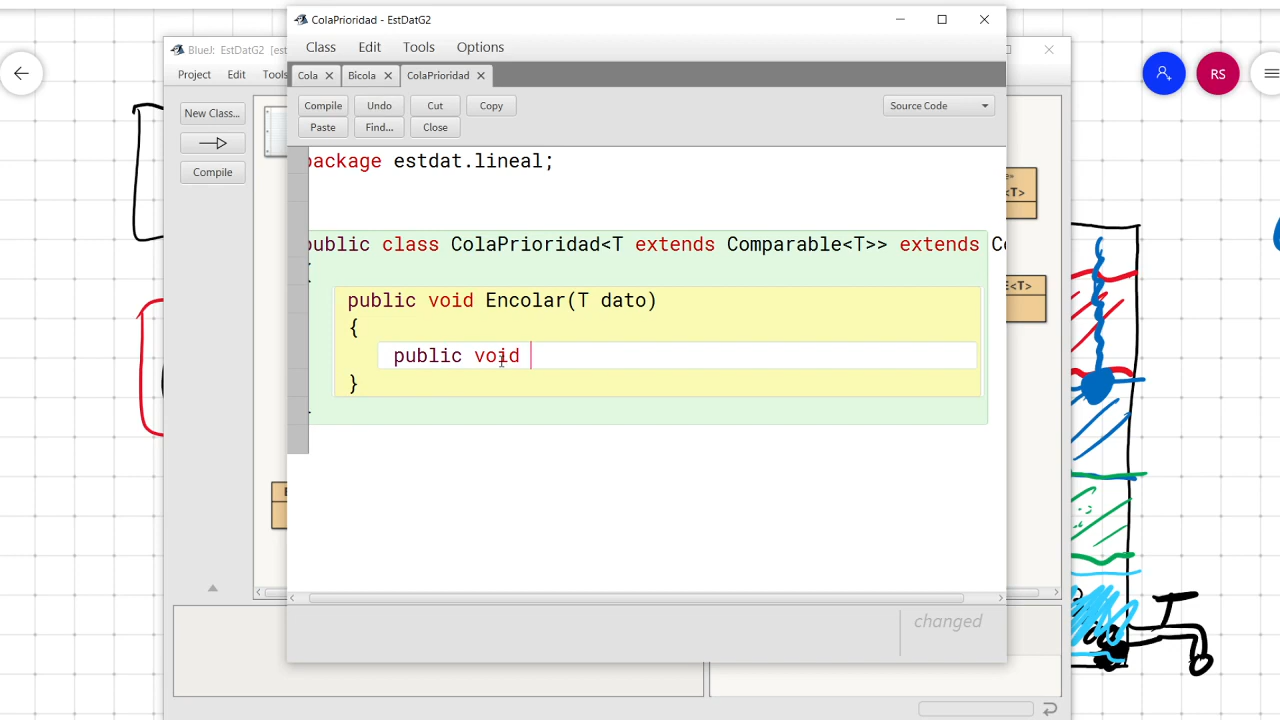 ColaPrioridad - EstDatG2
Class Edit Tools Options
Cola Bicola ColaPrioridad
Compile Undo Cut Copy
Paste Find... Close
Source Code
package estdat.lineal;
public class ColaPrioridad<T extends Comparable<T>> extends
{
public void Encolar(T dato)
{
public void
}
}
changed
BlueJ: EstDatG2
Project Edit Tools
New Class...
Compile
<T>
<T>
RS